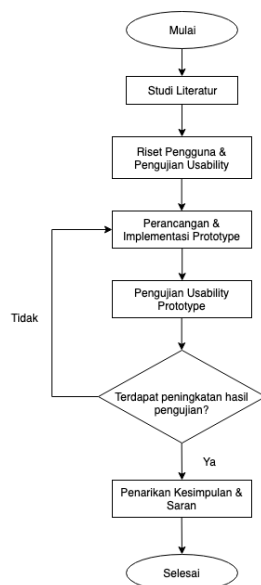 Mulai
Studi Literatur
Riset Pengguna &
Pengujian Usability
Perancangan &
Implementasi Prototype
Pengujian Usability
Prototype
Tidak
Terdapat peningkatan hasil
pengujian?
Ya
Penarikan Kesimpulan &
Saran
Selesai